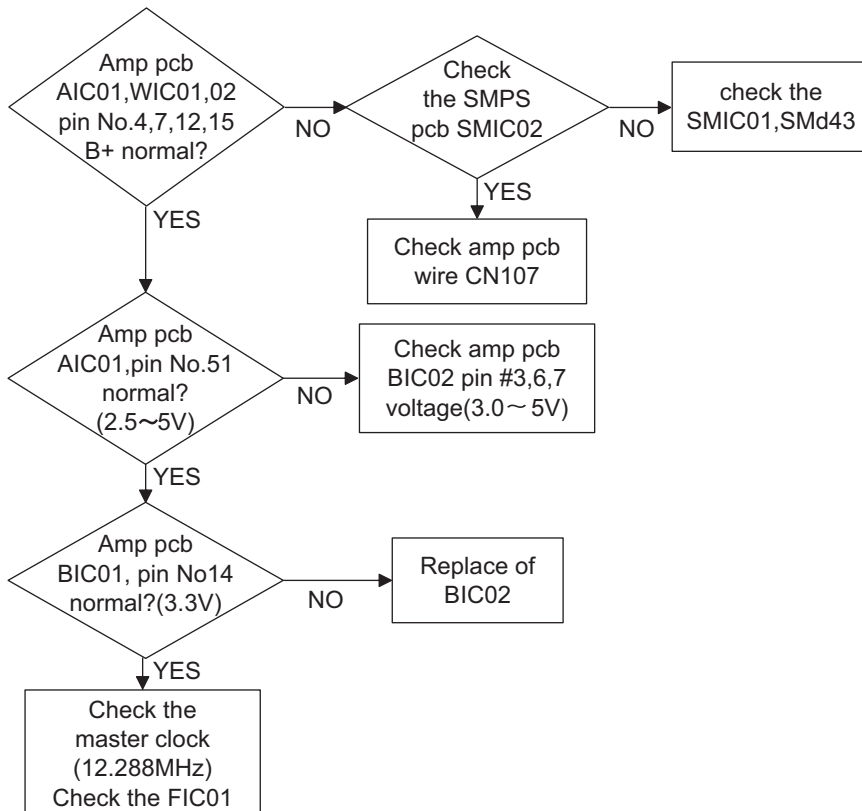 Amp pcb
AIC01,WIC01,02
pin No.4,7,12,15
B+ normal?
NO
Check
the SMPS
pcb SMIC02
NO
check the
SMIC01,SMd43
YES
Check amp pcb
wire CN107
YES
Amp pcb
AIC01,pin No.51
normal?
(2.5～5V)
NO
Check amp pcb
BIC02 pin #3,6,7
voltage(3.0～ 5V)
YES
Amp pcb
BIC01, pin No14
normal?(3.3V)
NO
Replace of
BIC02
YES
Check the
master clock
(12.288MHz)
Check the FIC01